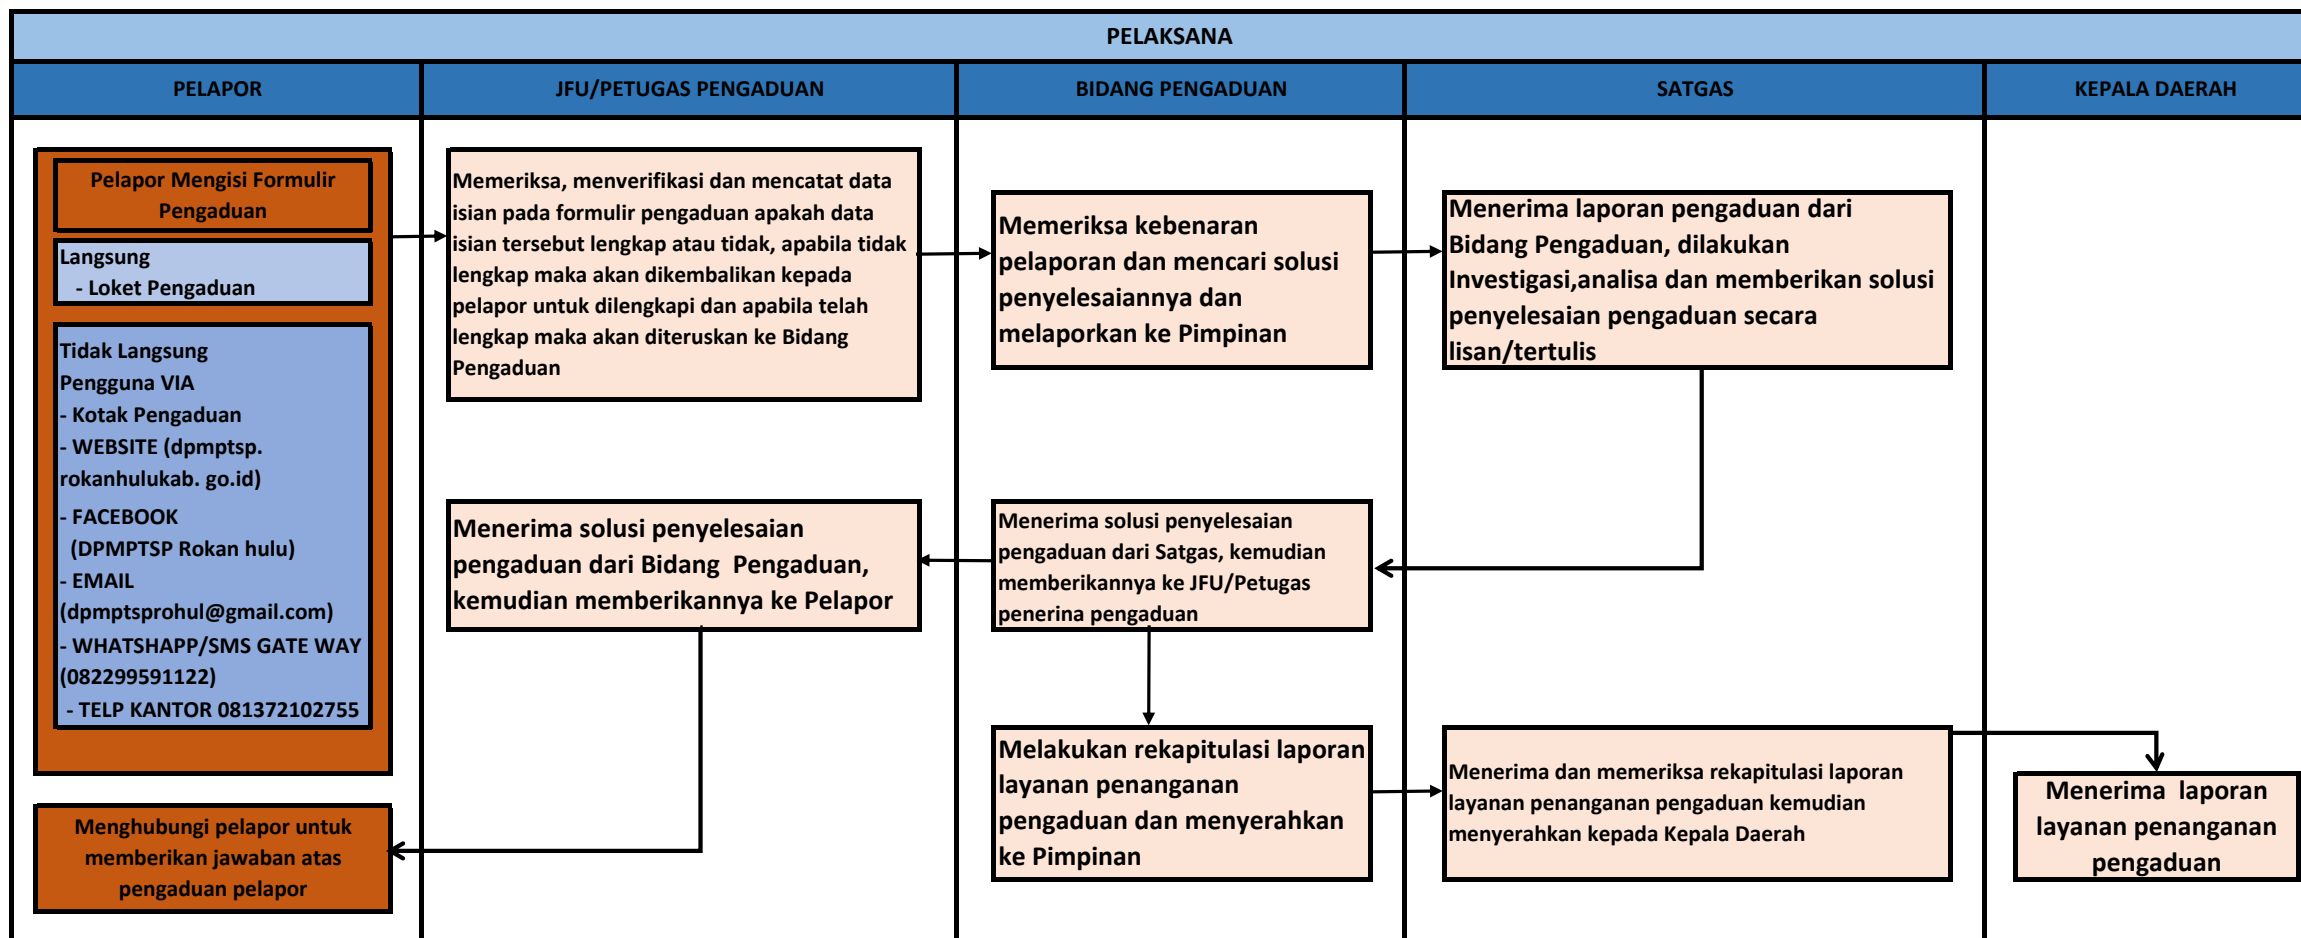 PELAKSANA
PELAPOR
JFU/PETUGAS PENGADUAN
BIDANG PENGADUAN
SATGAS
KEPALA DAERAH
Pelapor Mengisi Formulir
Pengaduan
Langsung
- Loket Pengaduan
Tidak Langsung
Pengguna VIA
- Kotak Pengaduan
- WEBSITE (dpmptsp.
rokanhulukab. go.id)
- FACEBOOK
(DPMPTSP Rokan hulu)
- EMAIL
(dpmptsprohul@gmail.com)
- WHATSHAPP/SMS GATE WAY
(082299591122)
- TELP KANTOR 081372102755
Memeriksa, menverifikasi dan mencatat data
isian pada formulir pengaduan apakah data
isian tersebut lengkap atau tidak, apabila tidak
lengkap maka akan dikembalikan kepada
pelapor untuk dilengkapi dan apabila telah
lengkap maka akan diteruskan ke Bidang
Pengaduan
Memeriksa kebenaran
pelaporan dan mencari solusi
penyelesaiannya dan
melaporkan ke Pimpinan
Menerima laporan pengaduan dari
Bidang Pengaduan, dilakukan
Investigasi,analisa dan memberikan solusi
penyelesaian pengaduan secara
lisan/tertulis
Menerima solusi penyelesaian
pengaduan dari Bidang  Pengaduan,
kemudian memberikannya ke Pelapor
Menerima solusi penyelesaian
pengaduan dari Satgas, kemudian
memberikannya ke JFU/Petugas
penerina pengaduan
Melakukan rekapitulasi laporan
layanan penanganan
pengaduan dan menyerahkan
ke Pimpinan
Menerima dan memeriksa rekapitulasi laporan
layanan penanganan pengaduan kemudian
menyerahkan kepada Kepala Daerah
Menerima  laporan
layanan penanganan
pengaduan
Menghubungi pelapor untuk
memberikan jawaban atas
pengaduan pelapor